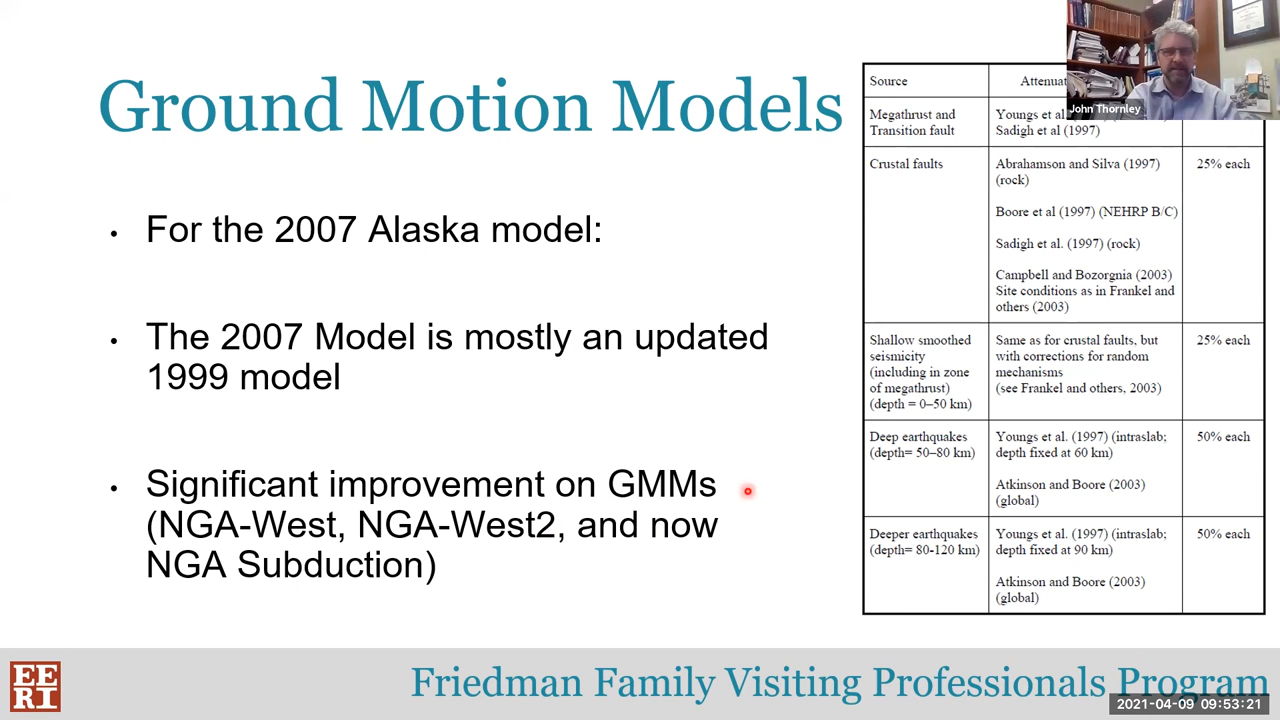 Ground Motion Models
• For the 2007 Alaska model:
• The 2007 Model is mostly an updated
1999 model
• Significant improvement on GMMs
(NGA-West, NGA-West2, and now
NGA Subduction)
Source
Megathrust and
Transition fault
Youngs et al.
Sadigh et al (1997)
Crustal faults
Abrahamson and Silva (1997)
(rock)
Boore et al (1997) (NEHRP B/C)
Sadigh et al. (1997) (rock)
Campbell and Bozorgnia (2003)
Site conditions as in Frankel and
others (2003)
25% each
Shallow smoothed
seismicity
(including in zone
of megathrust)
(depth = 0–50 km)
Same as for crustal faults, but
with corrections for random
mechanisms
(see Frankel and others, 2003)
25% each
Deep earthquakes
(depth= 50–80 km)
Youngs et al. (1997) (intraslab;
depth fixed at 60 km)
Atkinson and Boore (2003)
(global)
50% each
Deeper earthquakes
(depth= 80-120 km)
Youngs et al. (1997) (intraslab;
depth fixed at 90 km)
Atkinson and Boore (2003)
(global)
50% each
John Thornley
EE
RI
Friedman Family Visiting Professionals Program
2021-04-09 09:53:21